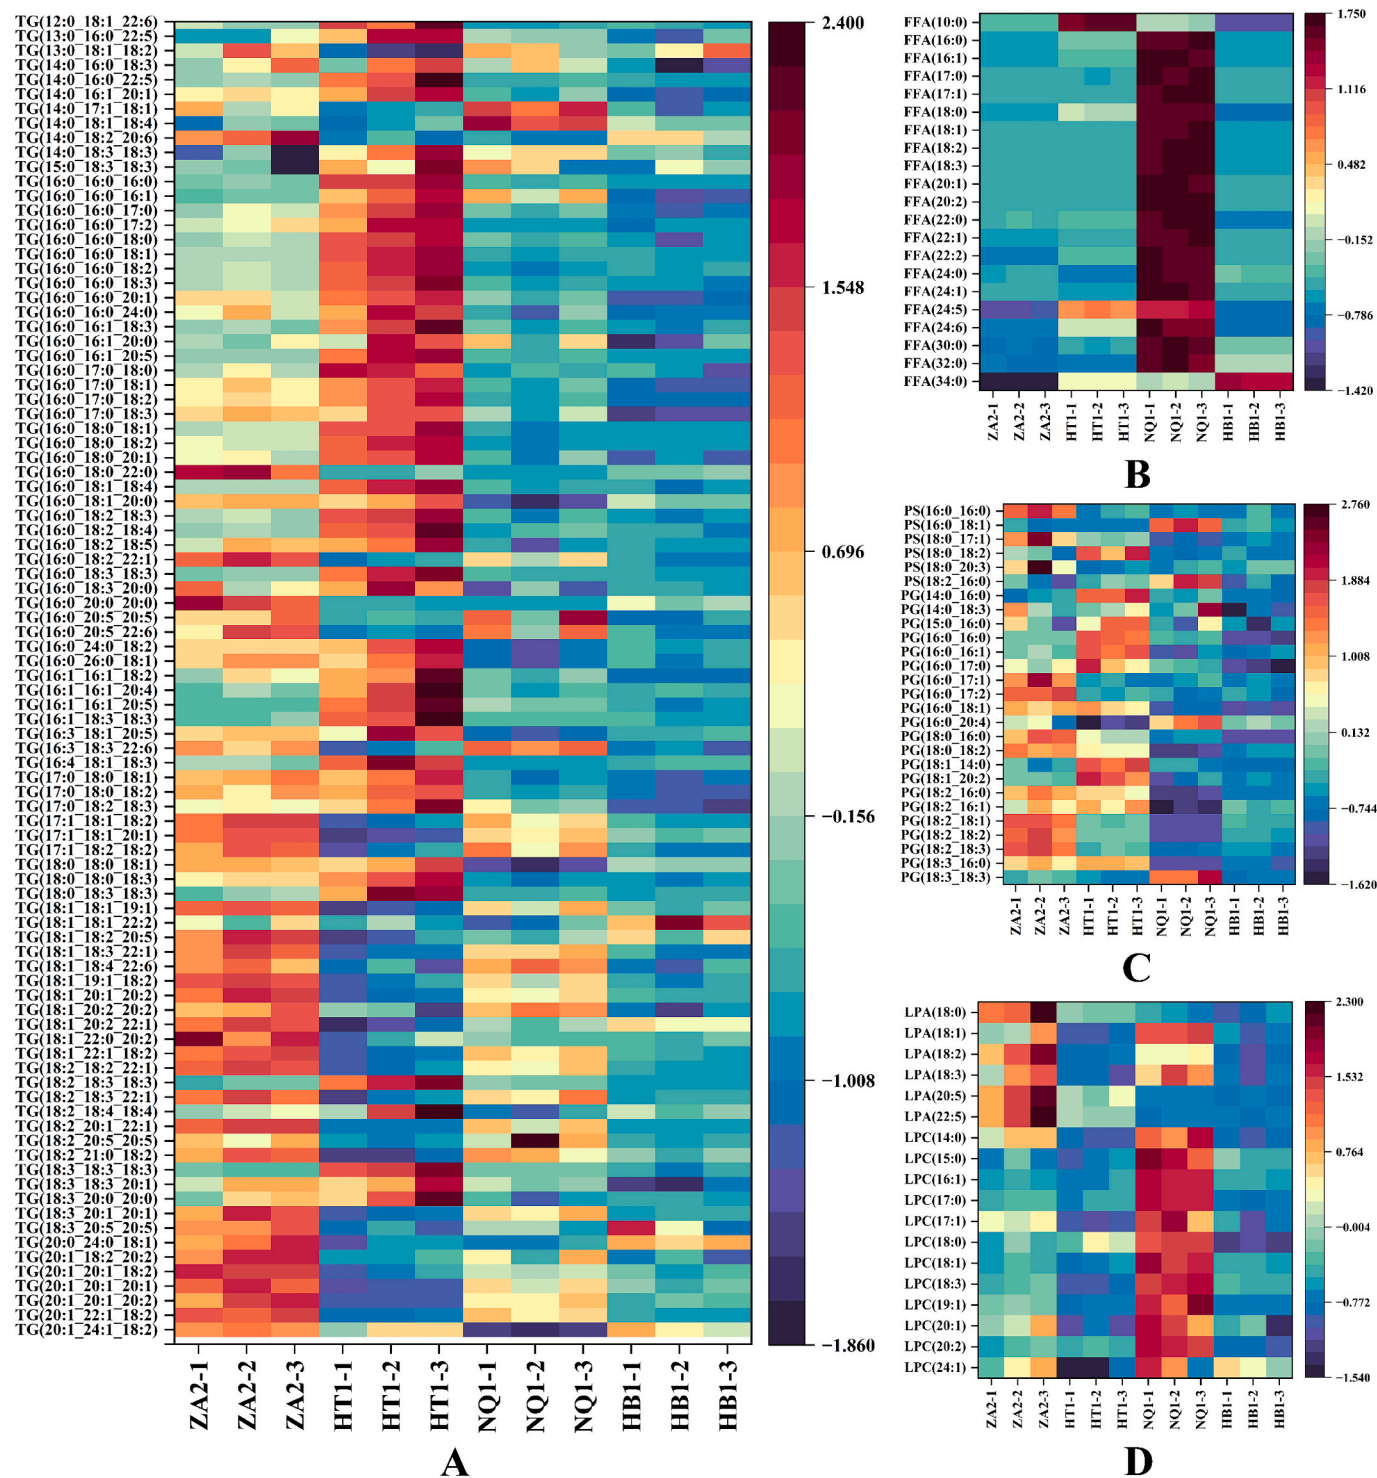 TG(12:0_18:1_22:6)
TG(13:0_16:0_22:5)
TG(13:0_18:1_18:2)
TG(14:0_16:0_18:3)
TG(14:0_16:0_22:5)
TG(14:0_16:1_20:1)
TG(14:0_17:1_18:1)
TG(14:0_18:1_18:4)
TG(14:0_18:2_20:6)
TG(14:0_18:3_18:3)
TG(15:0_18:3_18:3)
TG(16:0_16:0_16:0)
TG(16:0_16:0_16:1)
TG(16:0_16:0_17:0)
TG(16:0_16:0_17:2)
TG(16:0_16:0_18:0)
TG(16:0_16:0_18:1)
TG(16:0_16:0_18:2)
TG(16:0_16:0_18:3)
TG(16:0_16:0_20:1)
TG(16:0_16:0_24:0)
TG(16:0_16:1_18:3)
TG(16:0_16:1_20:0)
TG(16:0_16:1_20:5)
TG(16:0_17:0_18:0)
TG(16:0_17:0_18:1)
TG(16:0_17:0_18:2)
TG(16:0_17:0_18:3)
TG(16:0_18:0_18:1)
TG(16:0_18:0_18:2)
TG(16:0_18:0_20:1)
TG(16:0_18:0_22:0)
TG(16:0_18:1_18:4)
TG(16:0_18:1_20:0)
TG(16:0_18:2_18:3)
TG(16:0_18:2_18:4)
TG(16:0_18:2_18:5)
TG(16:0_18:2_22:1)
TG(16:0_18:3_18:3)
TG(16:0_18:3_20:0)
TG(16:0_20:0_20:0)
TG(16:0_20:5_20:5)
TG(16:0_20:5_22:6)
TG(16:0_24:0_18:2)
TG(16:0_26:0_18:1)
TG(16:1_16:1_18:2)
TG(16:1_16:1_20:4)
TG(16:1_16:1_20:5)
TG(16:1_18:3_18:3)
TG(16:3_18:1_20:5)
TG(16:3_18:3_22:6)
TG(16:4_18:1_18:3)
TG(17:0_18:0_18:1)
TG(17:0_18:0_18:2)
TG(17:0_18:2_18:3)
TG(17:1_18:1_18:2)
TG(17:1_18:1_20:1)
TG(17:1_18:2_18:2)
TG(18:0_18:0_18:1)
TG(18:0_18:0_18:3)
TG(18:0_18:3_18:3)
TG(18:1_18:1_19:1)
TG(18:1_18:1_22:2)
TG(18:1_18:2_20:5)
TG(18:1_18:3_22:1)
TG(18:1_18:4_22:6)
TG(18:1_19:1_18:2)
TG(18:1_20:1_20:2)
TG(18:1_20:2_20:2)
TG(18:1_20:2_22:1)
TG(18:1_22:0_20:2)
TG(18:1_22:1_18:2)
TG(18:2_18:2_22:1)
TG(18:2_18:3_18:3)
TG(18:2_18:3_22:1)
TG(18:2_18:4_18:4)
TG(18:2_20:1_22:1)
TG(18:2_20:5_20:5)
TG(18:2_21:0_18:2)
TG(18:3_18:3_18:3)
TG(18:3_18:3_20:1)
TG(18:3_20:0_20:0)
TG(18:3_20:1_20:1)
TG(18:3_20:5_20:5)
TG(20:0_24:0_18:1)
TG(20:1_18:2_20:2)
TG(20:1_20:1_18:2)
TG(20:1_20:1_20:1)
TG(20:1_20:1_20:2)
TG(20:1_22:1_18:2)
TG(20:1_24:1_18:2)
ZA2-1
ZA2-2
ZA2-3
HT1-1
HT1-2
HT1-3
NQ1-1
NQ1-2
NQ1-3
HB1-1
HB1-2
HB1-3
2.400
1.548
0.696
−0.156
−1.008
−1.860
A
FFA(10:0)
FFA(16:0)
FFA(16:1)
FFA(17:0)
FFA(17:1)
FFA(18:0)
FFA(18:1)
FFA(18:2)
FFA(18:3)
FFA(20:1)
FFA(20:2)
FFA(22:0)
FFA(22:1)
FFA(22:2)
FFA(24:0)
FFA(24:1)
FFA(24:5)
FFA(24:6)
FFA(30:0)
FFA(32:0)
FFA(34:0)
ZA2-1
ZA2-2
ZA2-3
HT1-1
HT1-2
HT1-3
NQ1-1
NQ1-2
NQ1-3
HB1-1
HB1-2
HB1-3
1.750
1.116
0.482
−0.152
−0.786
−1.420
B
PS(16:0_16:0)
PS(16:0_18:1)
PS(18:0_17:1)
PS(18:0_18:2)
PS(18:0_20:3)
PS(18:2_16:0)
PG(14:0_16:0)
PG(14:0_18:3)
PG(15:0_16:0)
PG(16:0_16:0)
PG(16:0_16:1)
PG(16:0_17:0)
PG(16:0_17:1)
PG(16:0_17:2)
PG(16:0_18:1)
PG(16:0_20:4)
PG(18:0_16:0)
PG(18:0_18:2)
PG(18:1_14:0)
PG(18:1_20:2)
PG(18:2_16:0)
PG(18:2_16:1)
PG(18:2_18:1)
PG(18:2_18:2)
PG(18:2_18:3)
PG(18:3_16:0)
PG(18:3_18:3)
ZA2-1
ZA2-2
ZA2-3
HT1-1
HT1-2
HT1-3
NQ1-1
NQ1-2
NQ1-3
HB1-1
HB1-2
HB1-3
2.760
1.884
1.008
0.132
−0.744
−1.620
C
LPA(18:0)
LPA(18:1)
LPA(18:2)
LPA(18:3)
LPA(20:5)
LPA(22:5)
LPC(14:0)
LPC(15:0)
LPC(16:1)
LPC(17:0)
LPC(17:1)
LPC(18:0)
LPC(18:1)
LPC(18:3)
LPC(19:1)
LPC(20:1)
LPC(20:2)
LPC(24:1)
ZA2-1
ZA2-2
ZA2-3
HT1-1
HT1-2
HT1-3
NQ1-1
NQ1-2
NQ1-3
HB1-1
HB1-2
HB1-3
2.300
1.532
0.764
−0.004
−0.772
−1.540
D